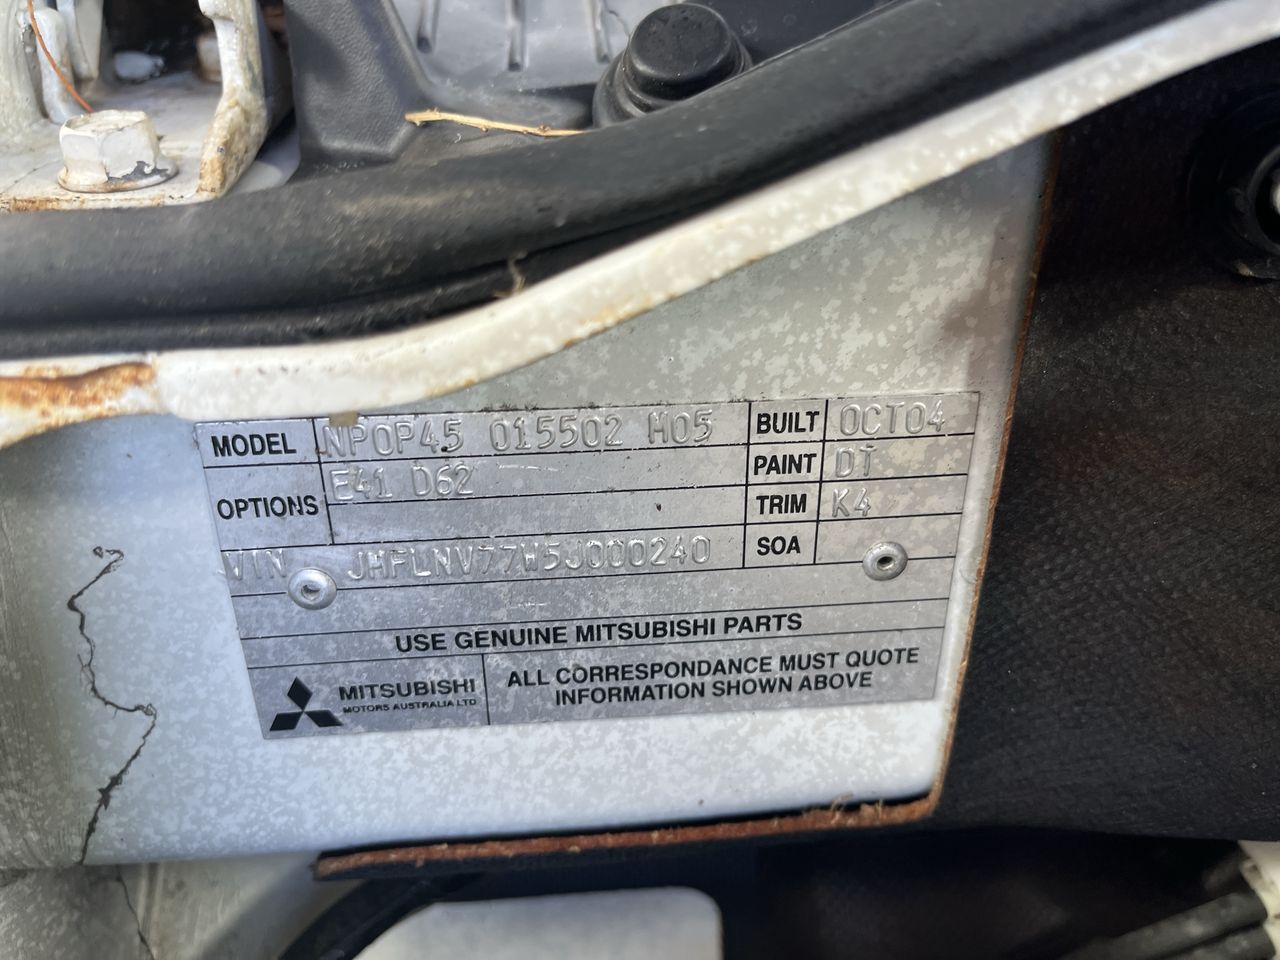 MODEL NP0P45 015502 M05 BUILT OCT04
OPTIONS E41 D62 PAINT DT
TRIM K4
VIN JHFLNV77W5J000240 SOA
USE GENUINE MITSUBISHI PARTS
MITSUBISHI
MOTORS AUSTRALIA LTD
ALL CORRESPONDANCE MUST QUOTE
INFORMATION SHOWN ABOVE